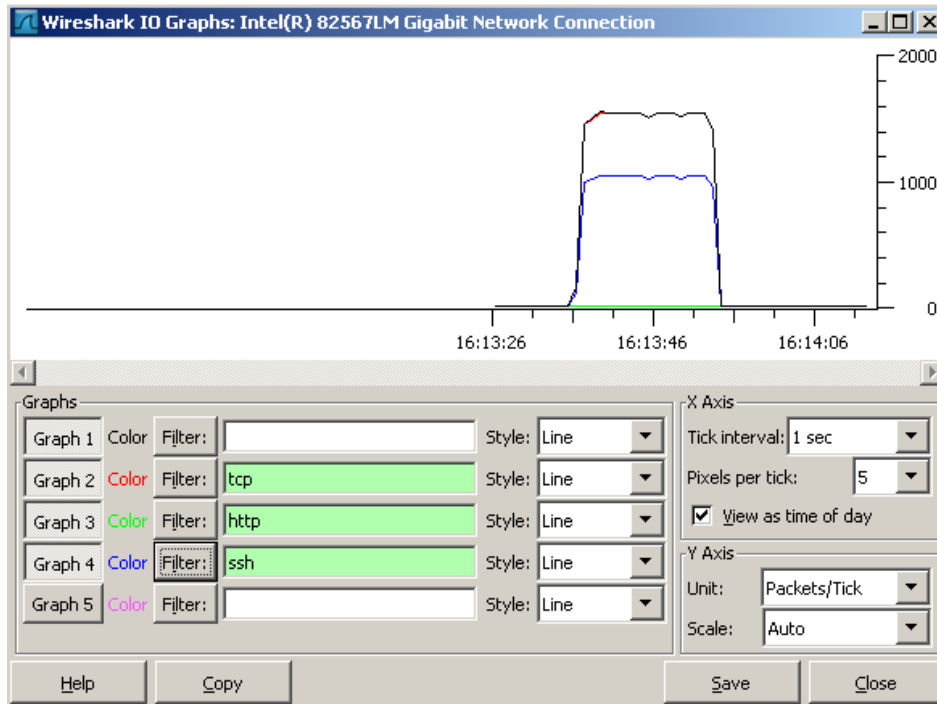 Wireshark IO Graphs: Intel(R) 82567LM Gigabit Network Connection
2000
1000
0
16:13:26 16:13:46 16:14:06
Graphs
Graph 1 Color Filter: Style: Line
Graph 2 Color Filter: tcp Style: Line
Graph 3 Color Filter: http Style: Line
Graph 4 Color Filter: ssh Style: Line
Graph 5 Color Filter: Style: Line
X Axis
Tick interval: 1 sec
Pixels per tick: 5
View as time of day
Y Axis
Unit: Packets/Tick
Scale: Auto
Help Copy Save Close